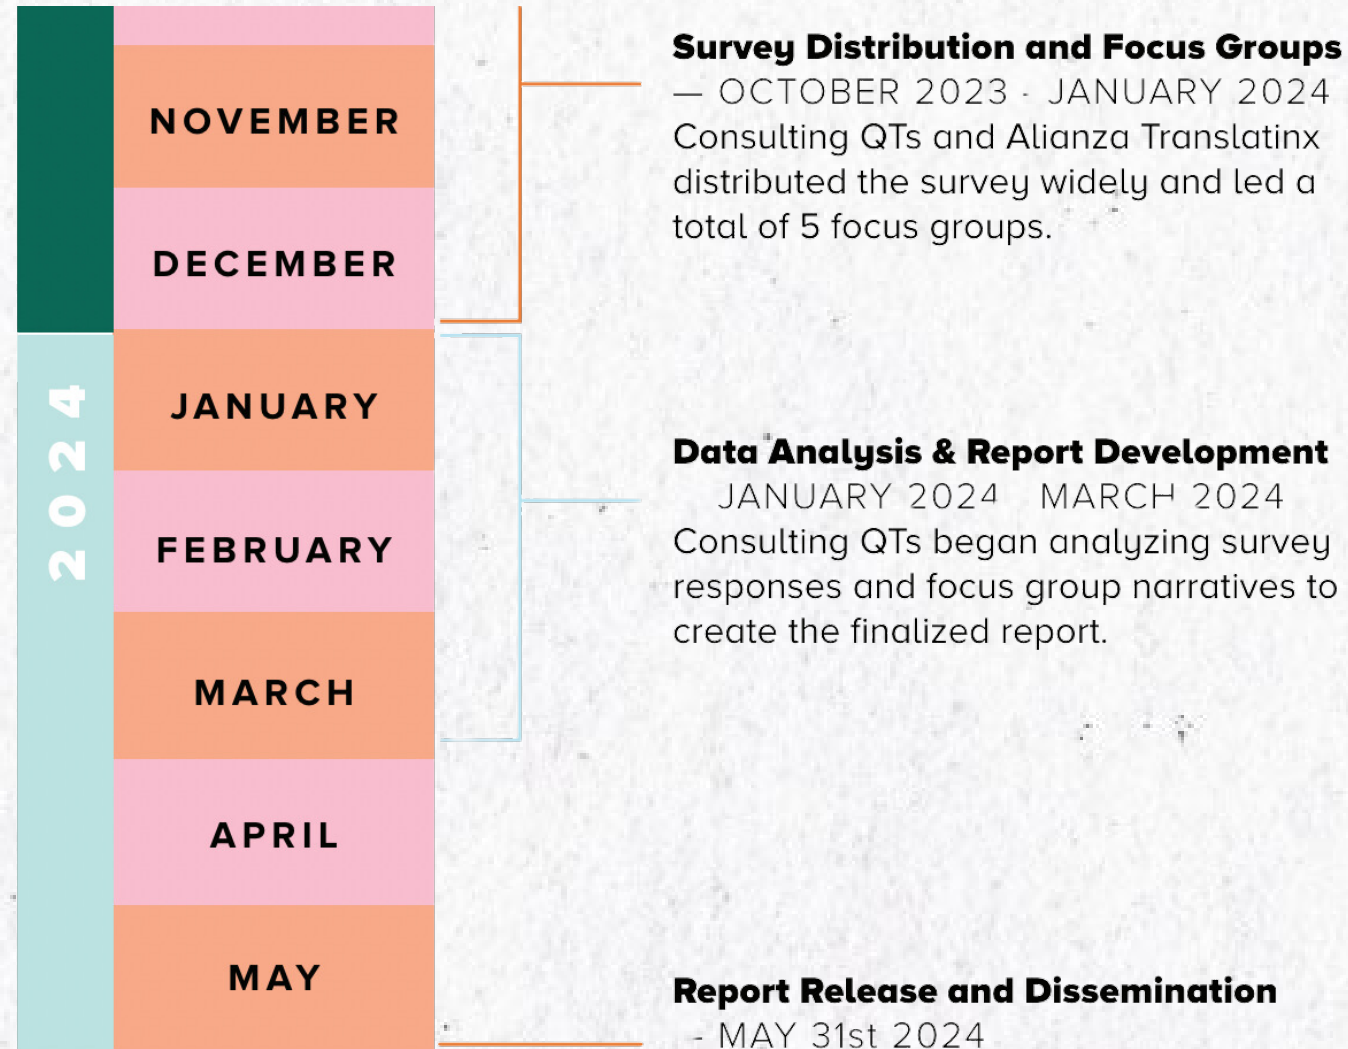 2024
NOVEMBER
DECEMBER
JANUARY
FEBRUARY
MARCH
APRIL
MAY
Survey Distribution and Focus Groups
— OCTOBER 2023 - JANUARY 2024
Consulting QTs and Alianza Translatinx
distributed the survey widely and led a
total of 5 focus groups.
Data Analysis & Report Development
JANUARY 2024 MARCH 2024
Consulting QTs began analyzing survey
responses and focus group narratives to
create the finalized report.
Report Release and Dissemination
- MAY 31st 2024